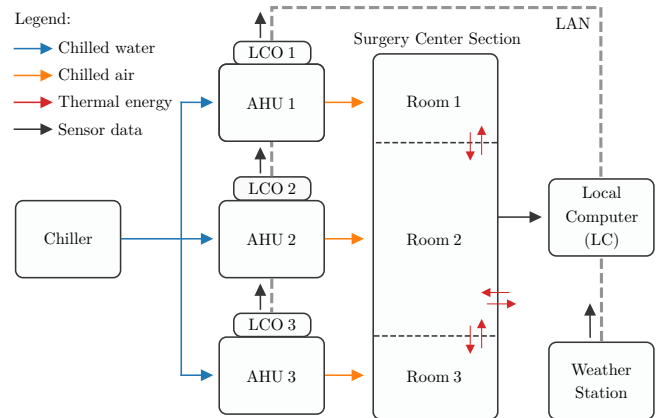 Legend:
Chilled water
Chilled air
Thermal energy
Sensor data
LAN
LCO 1
AHU 1
LCO 2
AHU 2
LCO 3
AHU 3
Chiller
Surgery Center Section
Room 1
Room 2
Room 3
Local
Computer
(LC)
Weather
Station